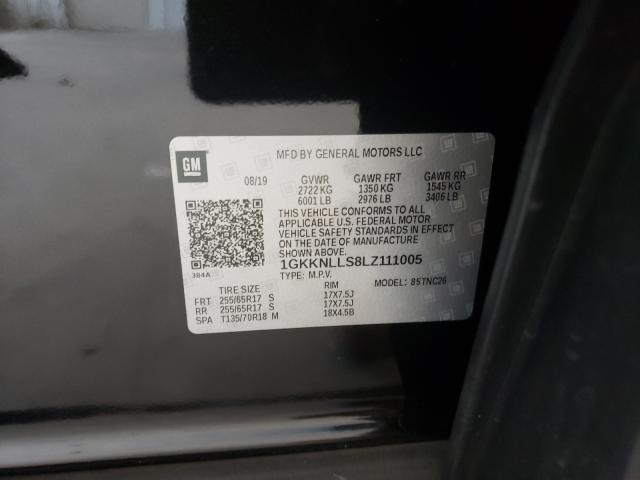 GM
MFD BY GENERAL MOTORS LLC
08/19 GVWR GAWR FRT GAWR RR
2722 KG 1350 KG 1545 KG
6001 LB 2976 LB 3406 LB
THIS VEHICLE CONFORMS TO ALL
APPLICABLE U.S. FEDERAL MOTOR
VEHICLE SAFETY STANDARDS IN EFFECT
ON THE DATE OF MANUFACTURE
SHOWN ABOVE.
1GKKNLLS8LZ111005
384A
TYPE: M.P.V. MODEL: 85TNC26
TIRE SIZE RIM
FRT 255/65R17 S 17X7.5J
RR 255/65R17 S 17X7.5J
SPA T135/70R18 M 18X4.5B